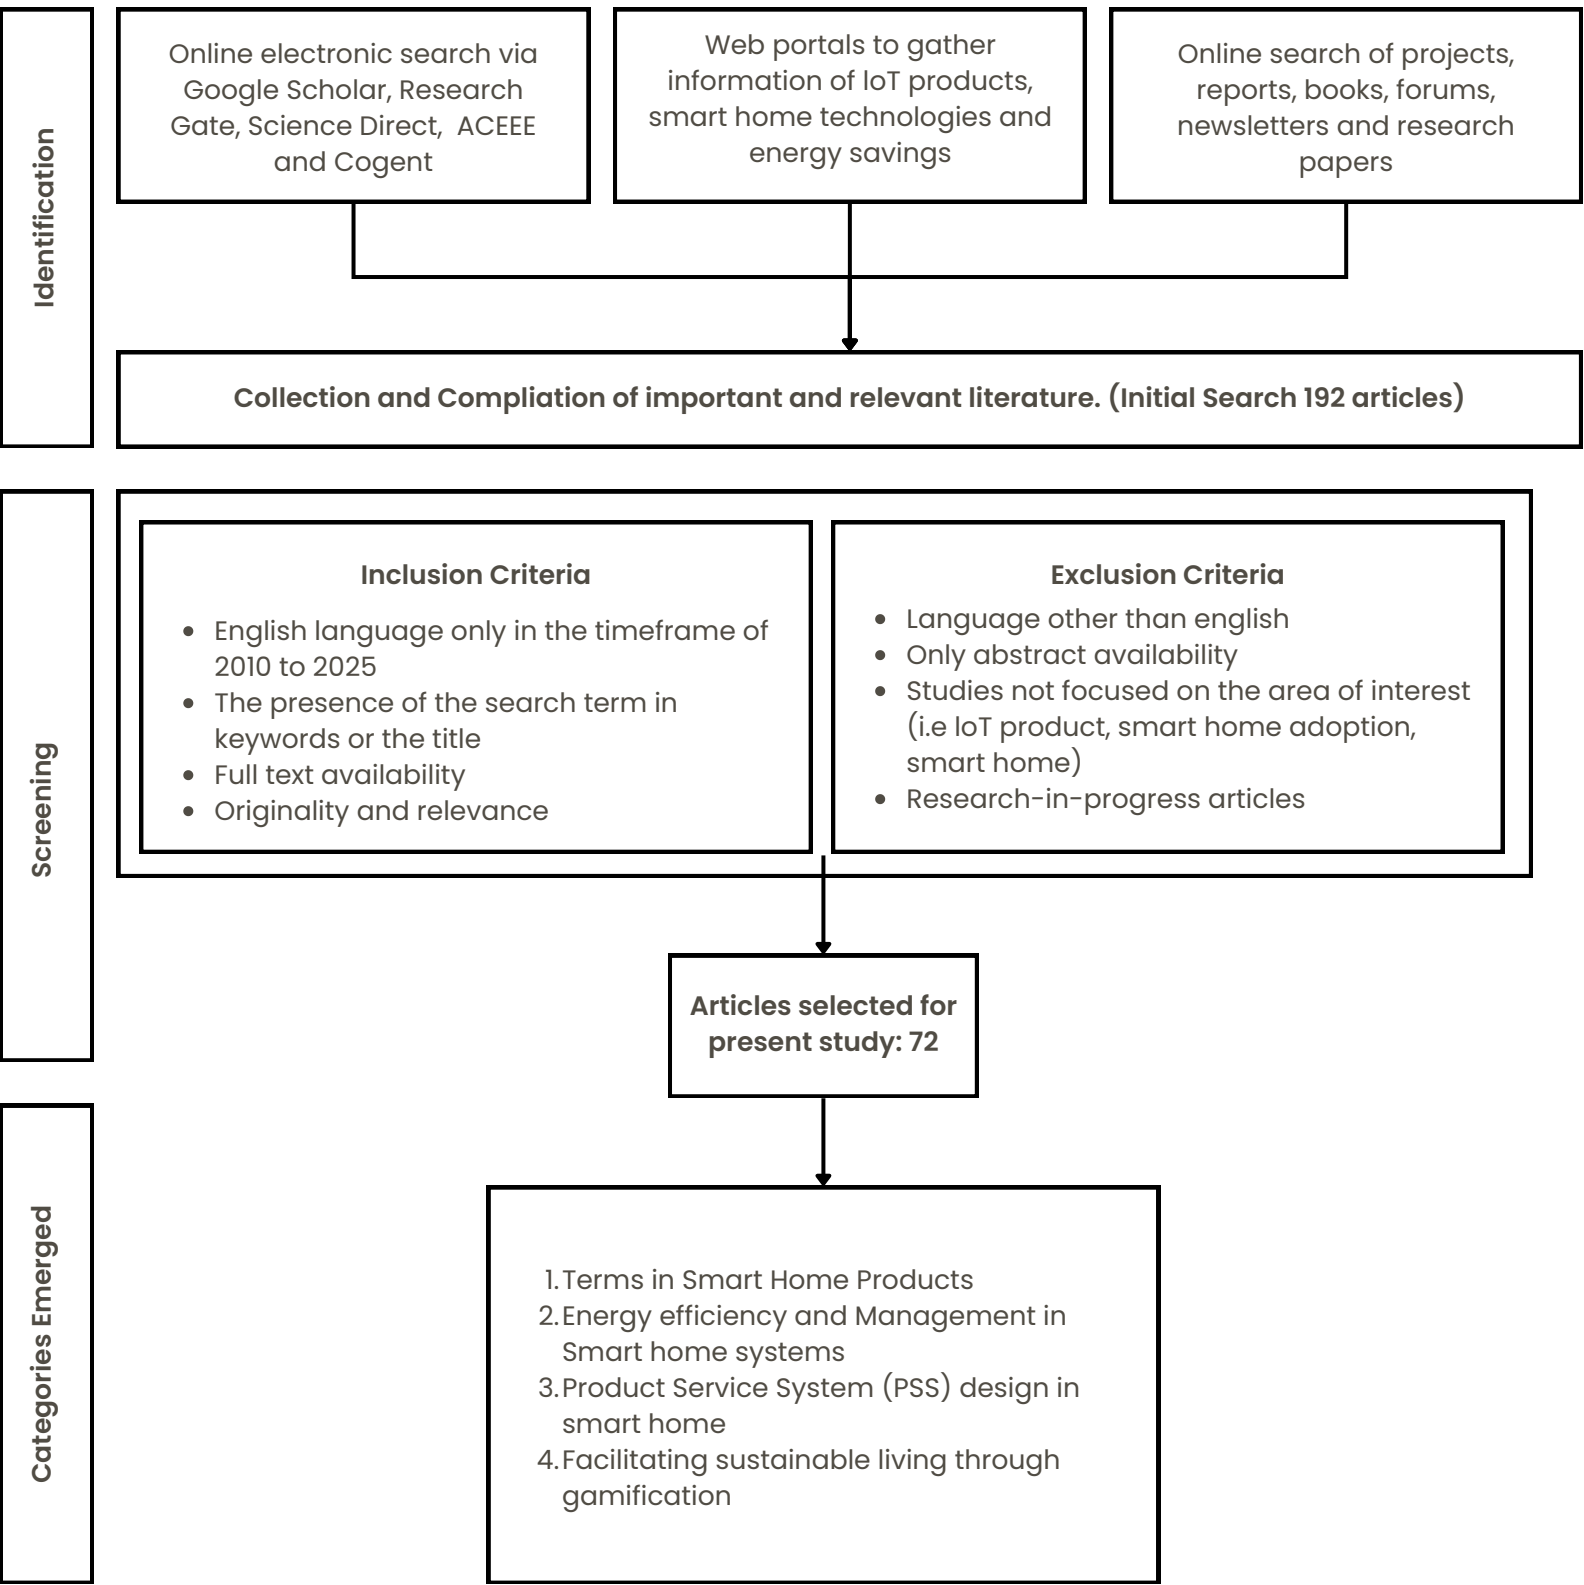 Identification
Online electronic search via
Google Scholar, Research
Gate, Science Direct,  ACEEE
and Cogent
Web portals to gather
information of IoT products,
smart home technologies and
energy savings
Online search of projects,
reports, books, forums,
newsletters and research
papers
Collection and Compliation of important and relevant literature. (Initial Search 192 articles)
Screening
Inclusion Criteria
• English language only in the timeframe of
2010 to 2025
• The presence of the search term in
keywords or the title
• Full text availability
• Originality and relevance
Exclusion Criteria
• Language other than english
• Only abstract availability
• Studies not focused on the area of interest
(i.e IoT product, smart home adoption,
smart home)
• Research-in-progress articles
Articles selected for
present study: 72
Categories Emerged
1. Terms in Smart Home Products
2. Energy efficiency and Management in
Smart home systems
3. Product Service System (PSS) design in
smart home
4. Facilitating sustainable living through
gamification